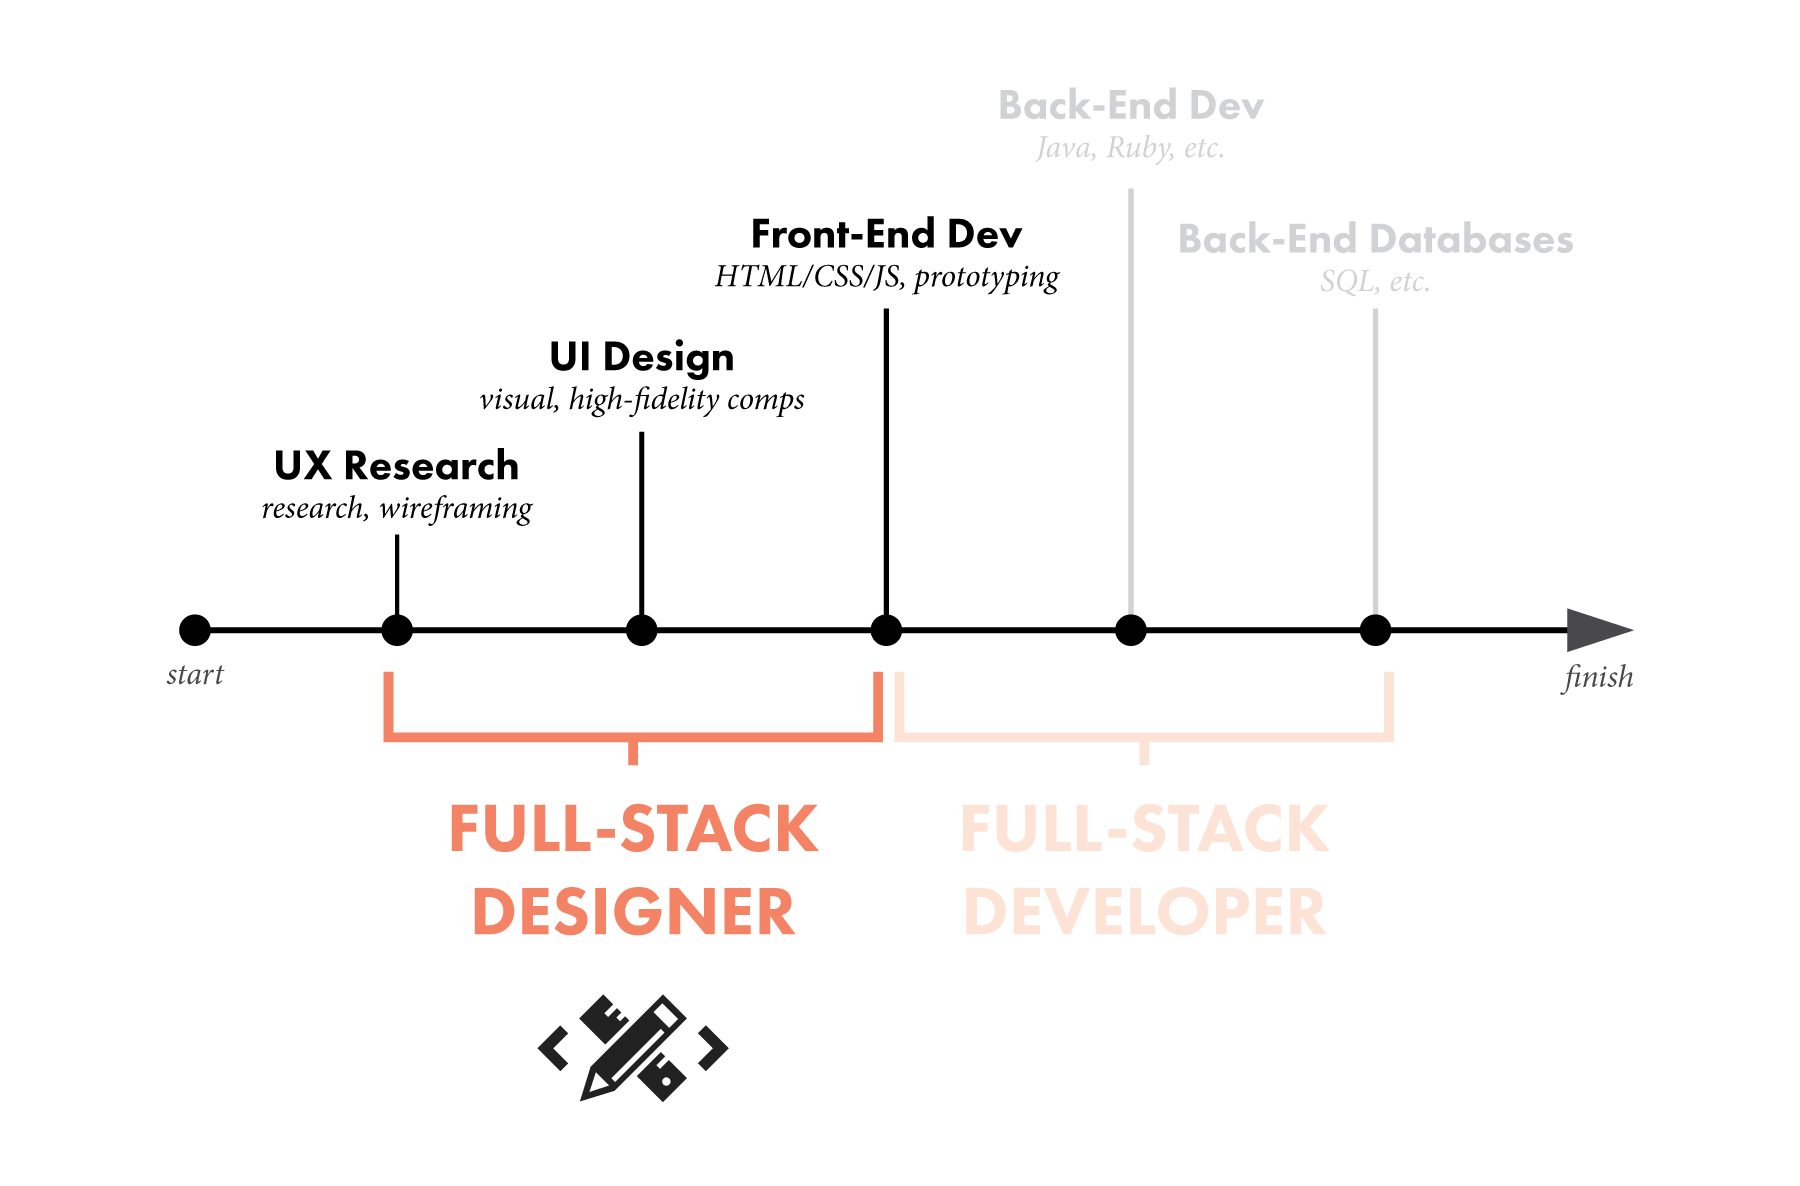 Back-End Dev
Java, Ruby, etc.
Front-End Dev
HTML/CSS/JS, prototyping
Back-End Databases
SQL, etc.
UI Design
visual, high-fidelity comps
UX Research
research, wireframing
start
finish
FULL-STACK
DESIGNER
FULL-STACK
DEVELOPER